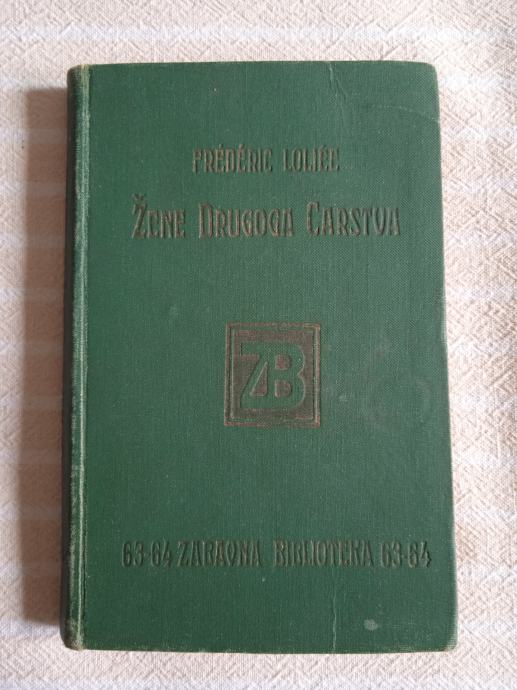 FRÉDÉRIC LOLIÉE
ŽENE DRUGOGA CARSTVA
ZB
63-64 ZABAVNA BIBLIOTEKA 63-64